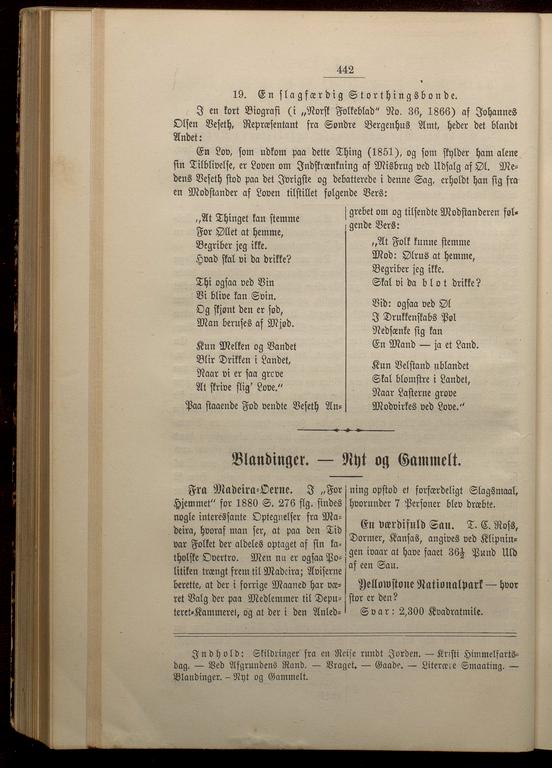 442
19. En slagfærdig Storthingsbonde.
I en kort Biografi (i „Norsk Folkeblad“ No. 36, 1866) af Johannes
Olsen Veseth, Repræsentant fra Søndre Bergenhus Amt, heder det blandt
Andet:
En Lov, som udkom paa dette Thing (1851), og som skylder ham alene
sin Tilblivelse, er Loven om Indskrænkning af Misbrug ved Udsalg af Øl. Me-
dens Veseth stod paa det Ivrigste og debatterede i denne Sag, erholdt han sig fra
en Modstander af Loven tilstillet følgende Vers:
„At Thinget kan stemme
For Øllet at hemme,
Begriber jeg ikke.
Hvad skal vi da drikke?
Thi ogsaa ved Vin
Vi blive kan Svin.
Og skjønt den er sød,
Man beruses af Mjød.
Kun Melken og Vandet
Blir Drikken i Landet,
Naar vi er saa grove
At skrive slig' Love.“
Paa staaende Fod vendte Veseth An-
grebet om og tilsendte Modstanderen føl-
gende Vers:
„At Folk kunne stemme
Mod: Ølrus at hemme,
Begriber jeg ikke.
Skal vi da blot drikke?
Vid: ogsaa ved Øl
I Drukkenskabs Pøl
Nedsænke sig kan
En Mand — ja et Land.
Kun Velstand ublandet
Skal blomstre i Landet,
Naar Lasterne grove
Modvirkes ved Love.“
Blandinger. — Nyt og Gammelt.
Fra Madeira-Øerne. I „For
Hjemmet“ for 1880 S. 276 flg. findes
nogle interessante Optegnelser fra Ma-
deira, hvoraf man ser, at paa den Tid
var Folket der aldeles optaget af sin ka-
tholske Overtro. Men nu er ogsaa Po-
litiken trængt frem til Madeira; Aviserne
berette, at der i forrige Maaned har væ-
ret Valg der paa Medlemmer til Depu-
teret-Kammeret, og at der i den Anled-
ning opstod et forfærdeligt Slagsmaal,
hvorunder 7 Personer blev dræbte.
En værdifuld Sau. T. C. Ross,
Dormer, Kansas, angives ved Klipnin-
gen ivaar at have faaet 36½ Pund Uld
af een Sau.
Yellowstone Nationalpark — hvor
stor er den?
Svar: 2,300 Kvadratmile.
Indhold: Skildringer fra en Reise rundt Jorden. — Kristi Himmelfarts-
dag. — Ved Afgrundens Rand. — Vraget. — Gaade. — Literære Smaating. —
Blandinger. – Nyt og Gammelt.